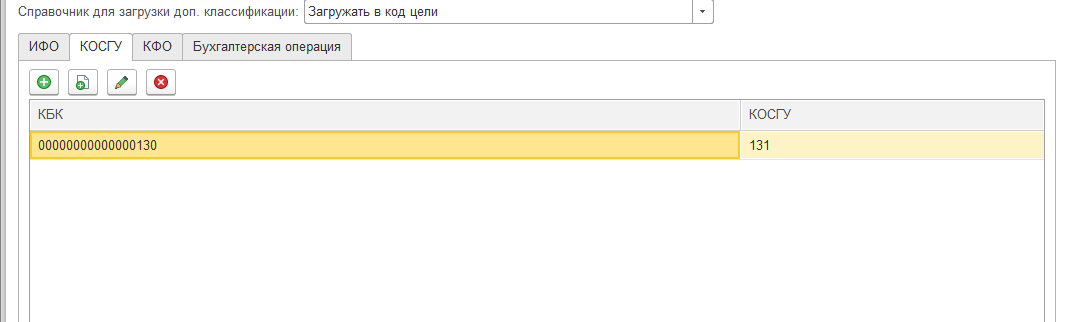 Справочник для загрузки доп. классификации: Загружать в код цели
ИФО КОСГУ КФО Бухгалтерская операция
КБК КОСГУ
00000000000000130 131